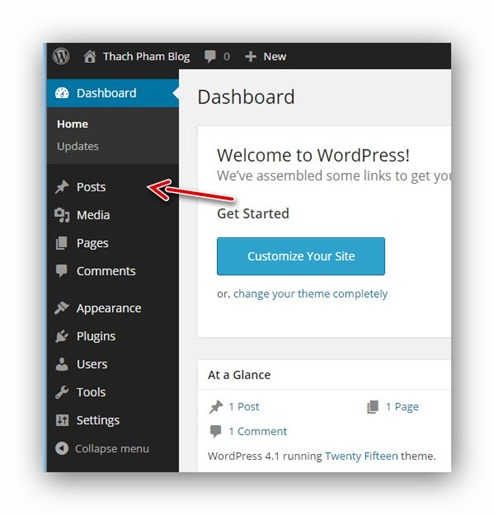 Thach Pham Blog 0 New
Dashboard
Home
Updates
Posts
Media
Pages
Comments
Appearance
Plugins
Users
Tools
Settings
Collapse menu
Dashboard
Welcome to WordPress!
We've assembled some links to get
Get Started
Customize Your Site
or, change your theme completely
At a Glance
1 Post 1 Page
1 Comment
WordPress 4.1 running Twenty Fifteen theme.